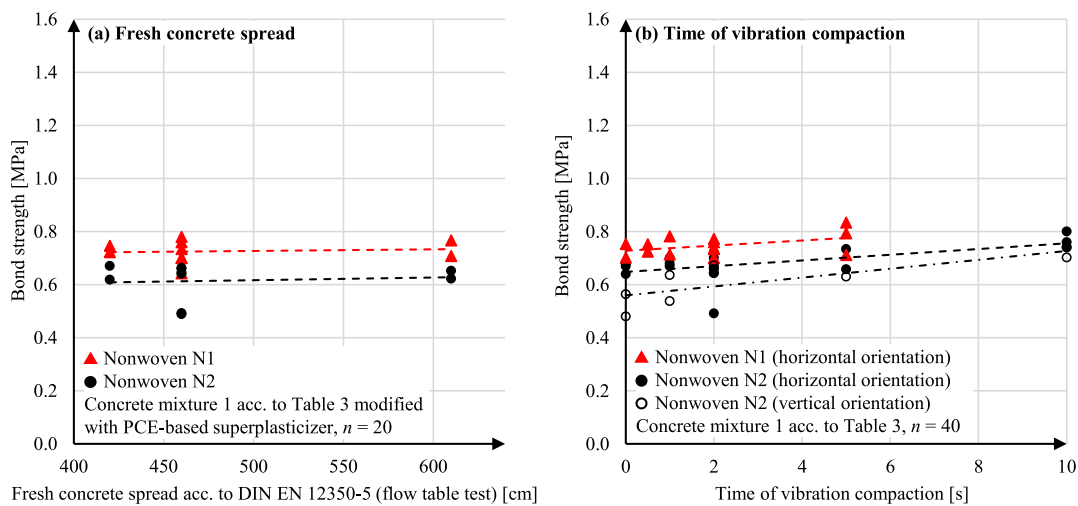 (a) Fresh concrete spread
Bond strength [MPa]
1.6
1.4
1.2
1.0
0.8
0.6
0.4
0.2
0.0
Nonwoven N1
Nonwoven N2
Concrete mixture 1 acc. to Table 3 modified
with PCE-based superplasticizer, n = 20
400 450 500 550 600
Fresh concrete spread acc. to DIN EN 12350-5 (flow table test) [cm]
(b) Time of vibration compaction
Bond strength [MPa]
1.6
1.4
1.2
1.0
0.8
0.6
0.4
0.2
0.0
Nonwoven N1 (horizontal orientation)
Nonwoven N2 (horizontal orientation)
Nonwoven N2 (vertical orientation)
Concrete mixture 1 acc. to Table 3, n = 40
0 2 4 6 8 10
Time of vibration compaction [s]